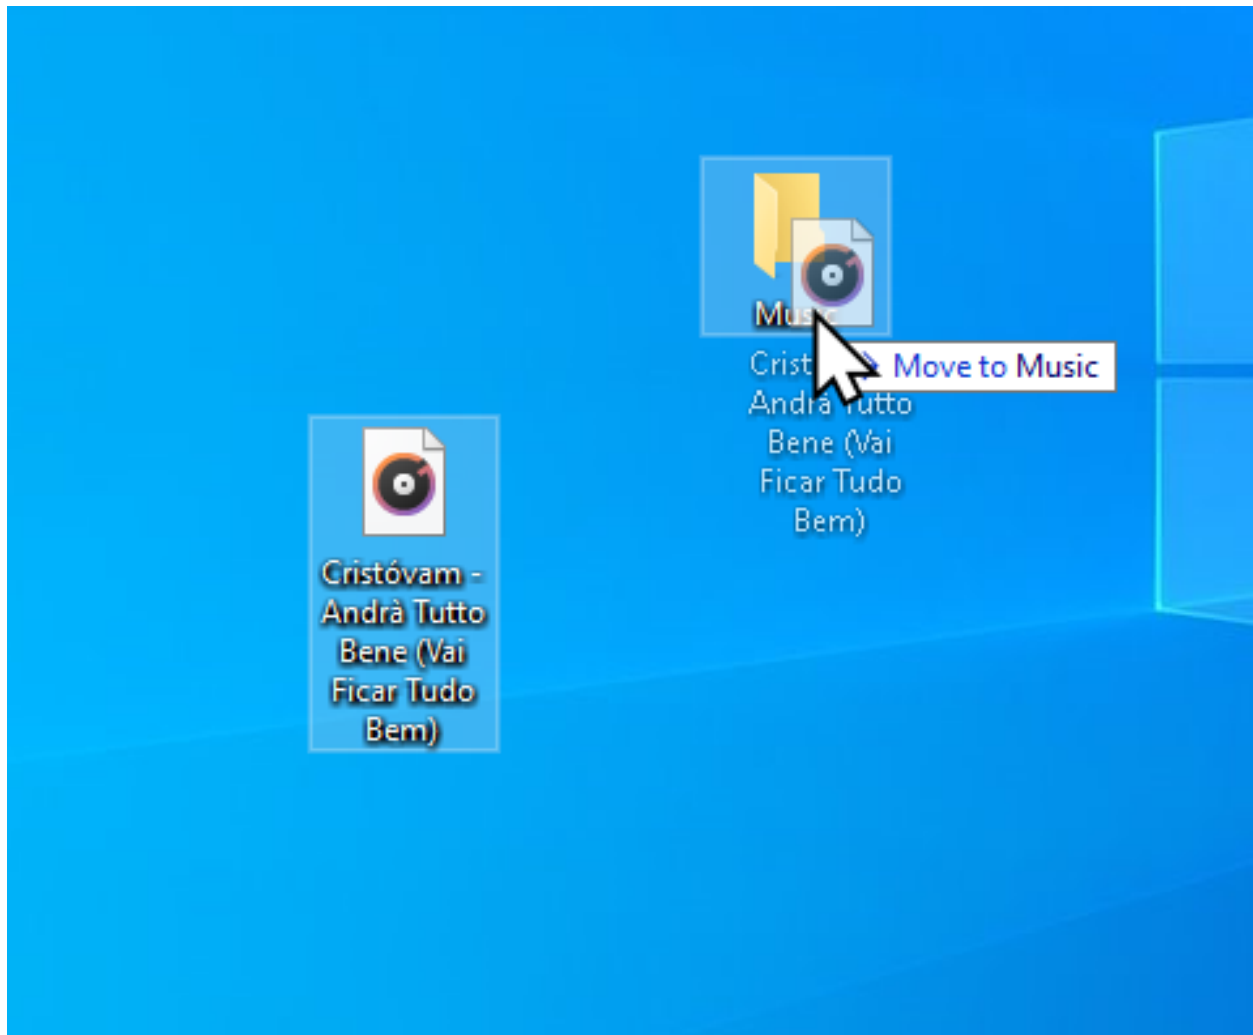 Music
Move to Music
Crist
Andrà Tutto
Bene (Vai
Ficar Tudo
Bem)
Cristóvam -
Andrà Tutto
Bene (Vai
Ficar Tudo
Bem)